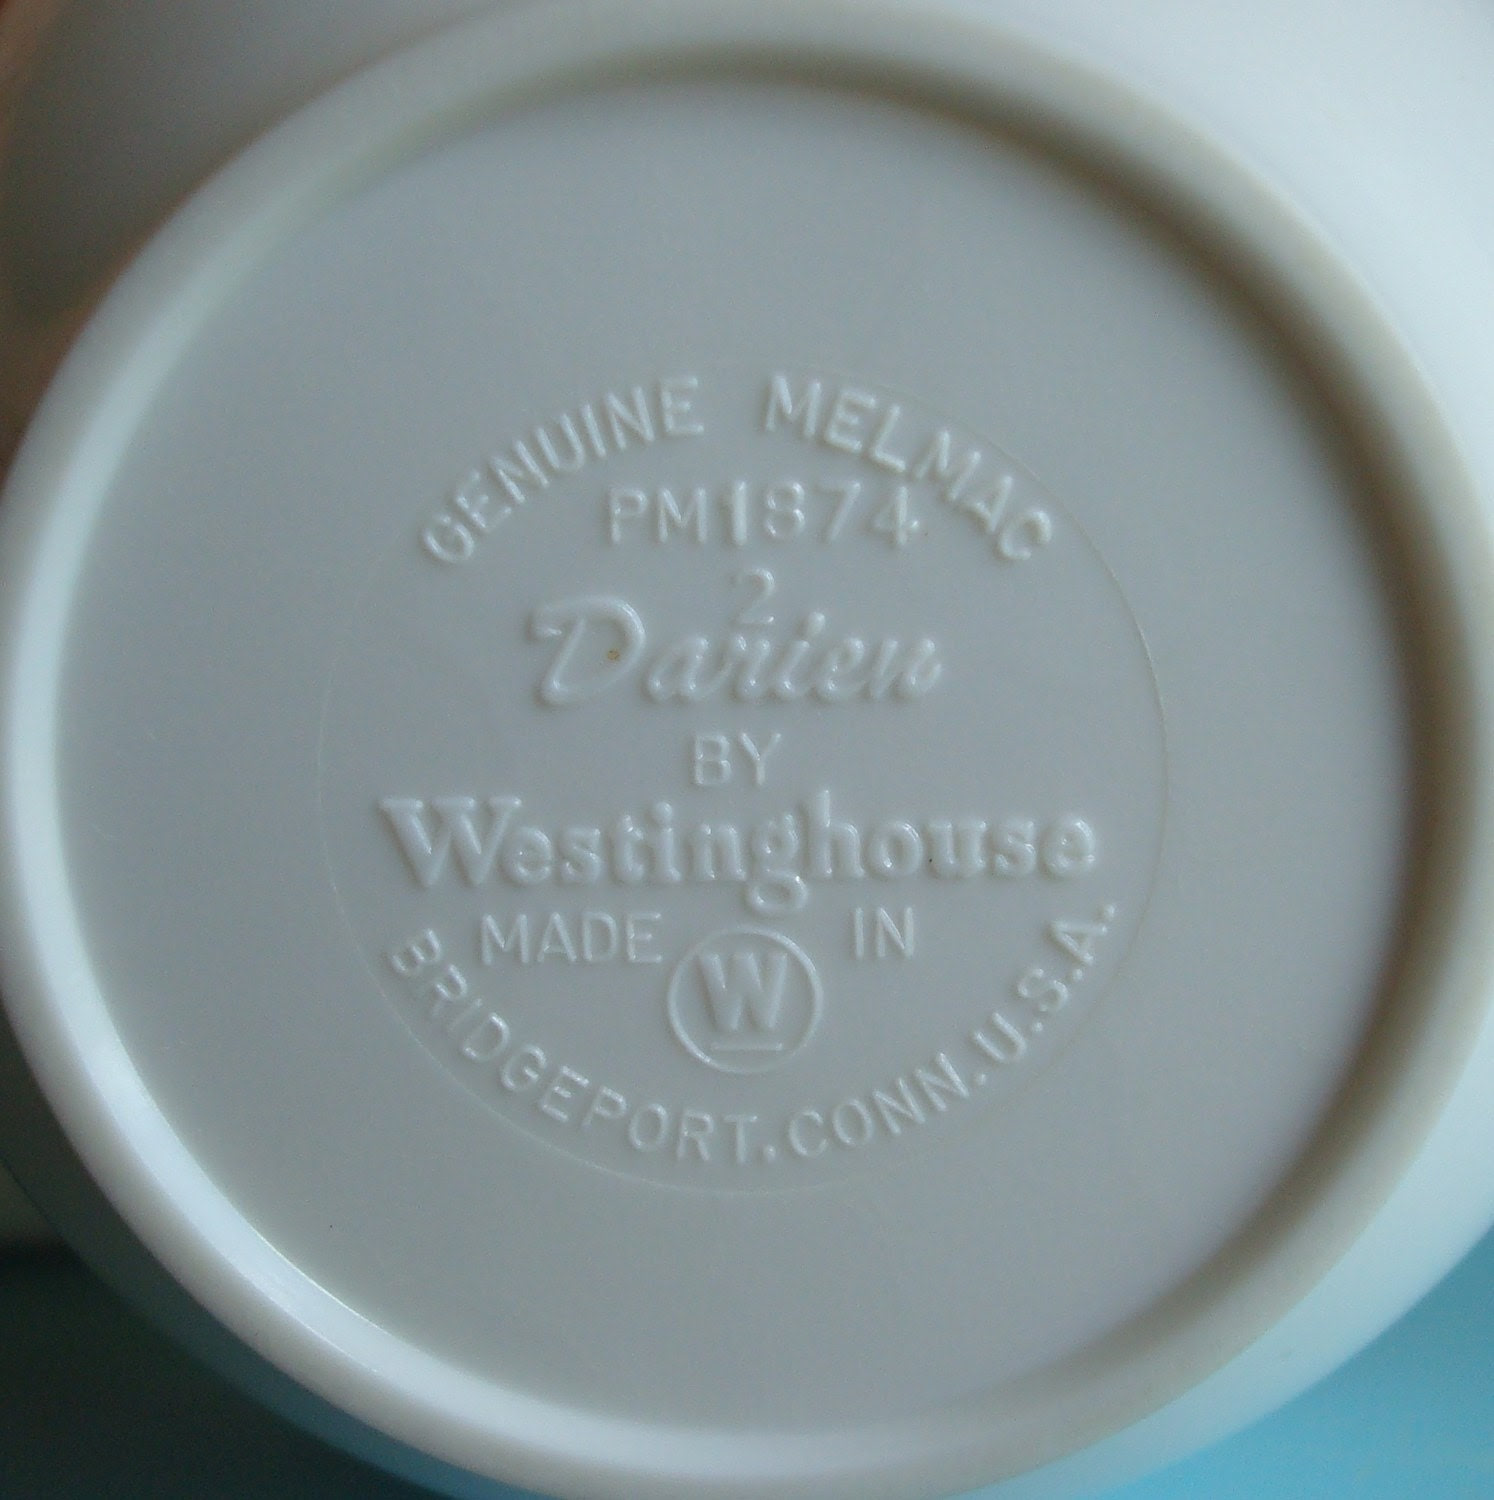 GENUINE MELMAC
PM1874
2
Darien
BY
Westinghouse
MADE IN
W
BRIDGEPORT. CONN. U.S.A.